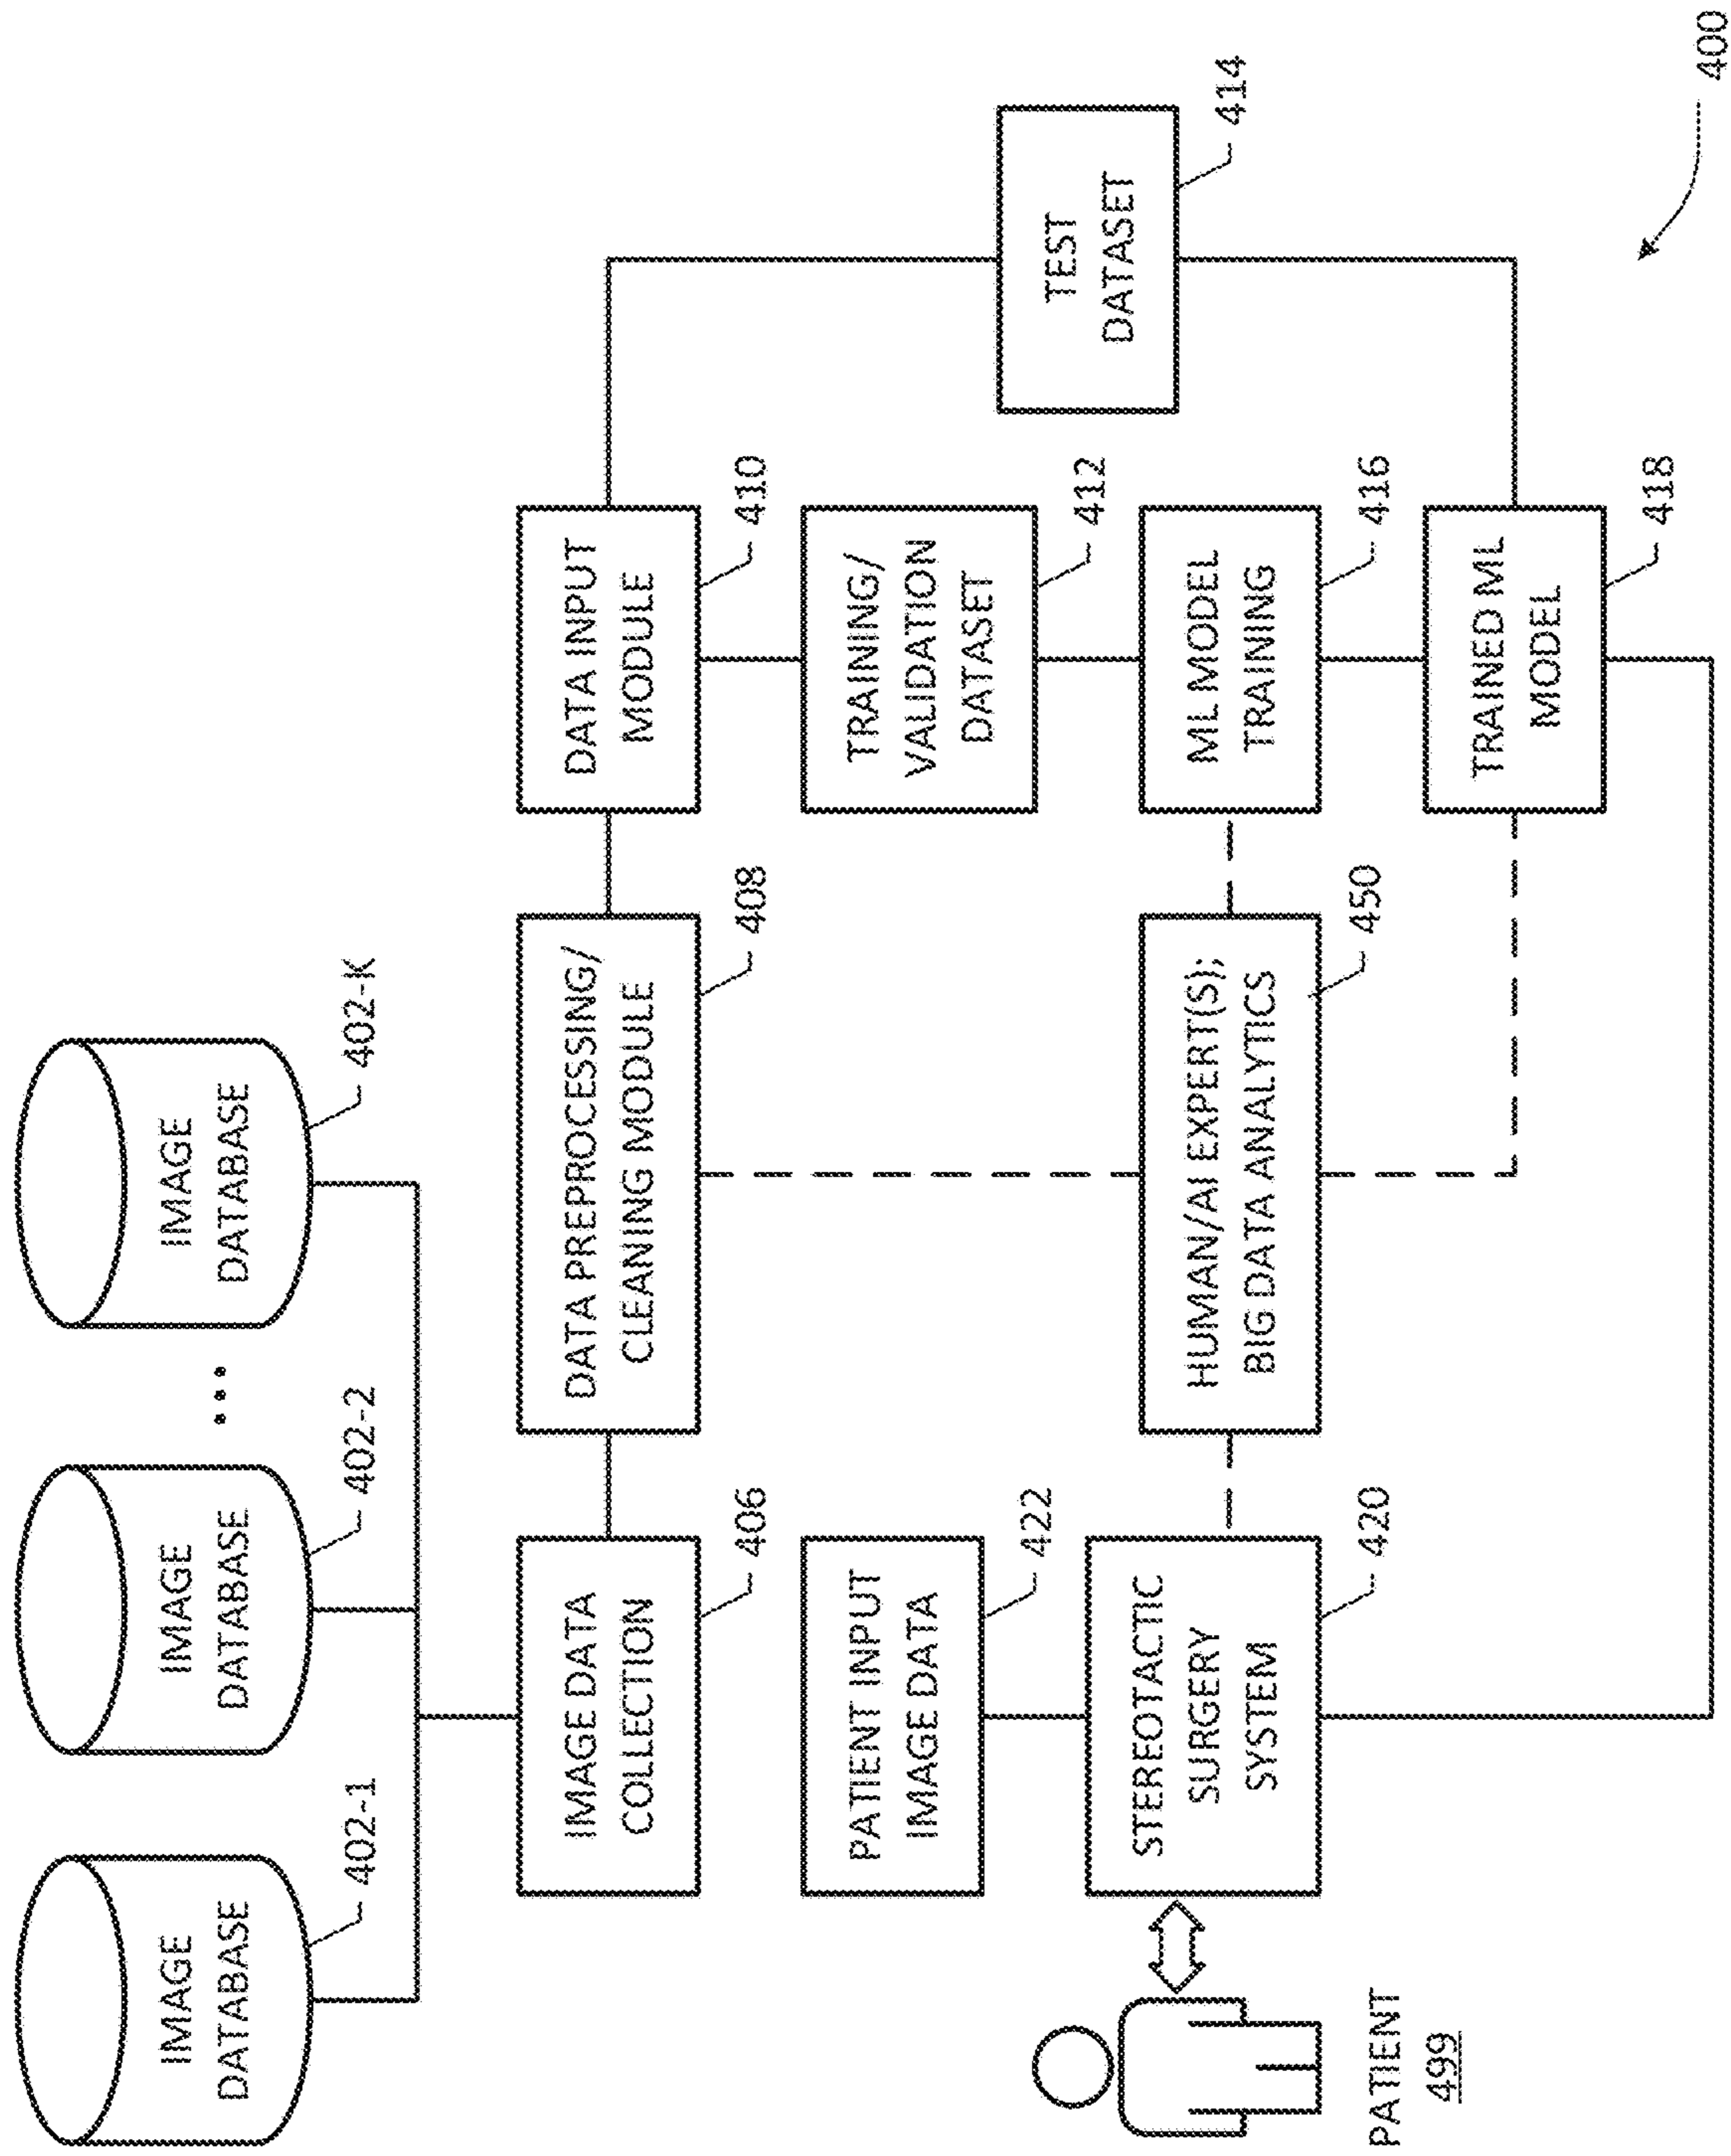 IMAGE
DATABASE
402-1
IMAGE
DATABASE
402-2
...
IMAGE
DATABASE
402-K
IMAGE DATA
COLLECTION
406
DATA PREPROCESSING/
CLEANING MODULE
408
DATA INPUT
MODULE
410
PATIENT INPUT
IMAGE DATA
422
TRAINING/
VALIDATION
DATASET
412
TEST
DATASET
414
PATIENT
499
STEREOTACTIC
SURGERY
SYSTEM
420
HUMAN/AI EXPERT(S);
BIG DATA ANALYTICS
450
ML MODEL
TRAINING
416
TRAINED ML
MODEL
418
400